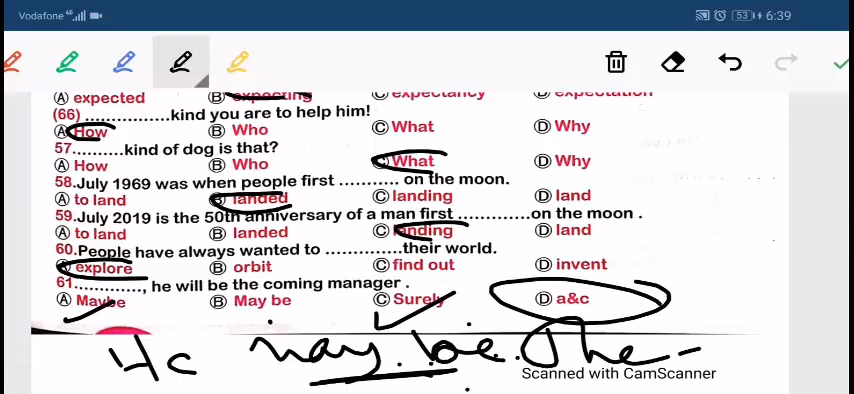 Vodafone 4G 53 6:39
Ⓐ expected Ⓑ expecting Ⓒ expectancy Ⓓ expectation
(66) ................kind you are to help him!
Ⓐ How Ⓑ Who Ⓒ What Ⓓ Why
57..........kind of dog is that?
Ⓐ How Ⓑ Who Ⓒ What Ⓓ Why
58.July 1969 was when people first ........... on the moon.
Ⓐ to land Ⓑ landed Ⓒ landing Ⓓ land
59.July 2019 is the 50th anniversary of a man first .............on the moon .
Ⓐ to land Ⓑ landed Ⓒ landing Ⓓ land
60.People have always wanted to ..............their world.
Ⓐ explore Ⓑ orbit Ⓒ find out Ⓓ invent
61............., he will be the coming manager .
Ⓐ Maybe Ⓑ May be Ⓒ Surely Ⓓ a&c
He may be the
Scanned with CamScanner